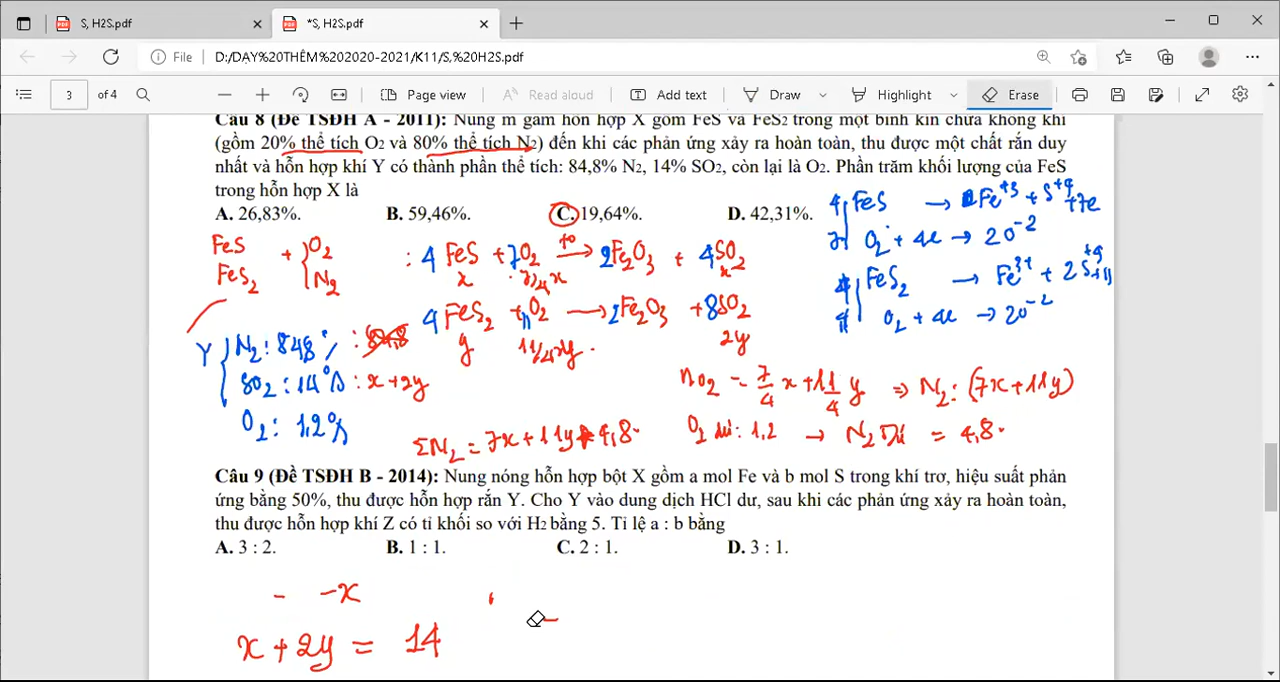 S, H2S.pdf
*S, H2S.pdf
File D:/DAY%20THÊM%202020-2021/K11/S,%20H2S.pdf
3 of 4 Page view Read aloud Add text Draw Highlight Erase
Câu 8 (Đề TSĐH A - 2011): Nung m gam hỗn hợp X gồm FeS và FeS2 trong một bình kín chứa không khí
(gồm 20% thể tích O2 và 80% thể tích N2) đến khi các phản ứng xảy ra hoàn toàn, thu được một chất rắn duy
nhất và hỗn hợp khí Y có thành phần thể tích: 84,8% N2, 14% SO2, còn lại là O2. Phần trăm khối lượng của FeS
trong hỗn hợp X là
A. 26,83%. B. 59,46%. C. 19,64%. D. 42,31%.
4 FeS → Fe+3 + S+4 +7e
7 O2 + 4e → 2O-2
FeS + O2 : 4 FeS + 7O2 t° → 2Fe2O3 + 4SO2
FeS2 N2 x 7/4x x
4 FeS2 → Fe3+ + 2S+4 + 11
O2 + 4e → 2O-2
4 FeS2 + 11O2 → 2Fe2O3 + 8SO2
y 11/4 y 2y
Y N2: 84,8% : 84,8
SO2: 14% : x+2y
O2: 1,2%
nO2 = 7/4 x + 11/4 y ⇒ N2: (7x+11y)
ΣN2 = 7x+11y+4,8. O2 dư: 1,2 → N2 = 4,8.
Câu 9 (Đề TSĐH B - 2014): Nung nóng hỗn hợp bột X gồm a mol Fe và b mol S trong khí trơ, hiệu suất phản
ứng bằng 50%, thu được hỗn hợp rắn Y. Cho Y vào dung dịch HCl dư, sau khi các phản ứng xảy ra hoàn toàn,
thu được hỗn hợp khí Z có tỉ khối so với H2 bằng 5. Tỉ lệ a : b bằng
A. 3 : 2. B. 1 : 1. C. 2 : 1. D. 3 : 1.
- -x
x + 2y = 14